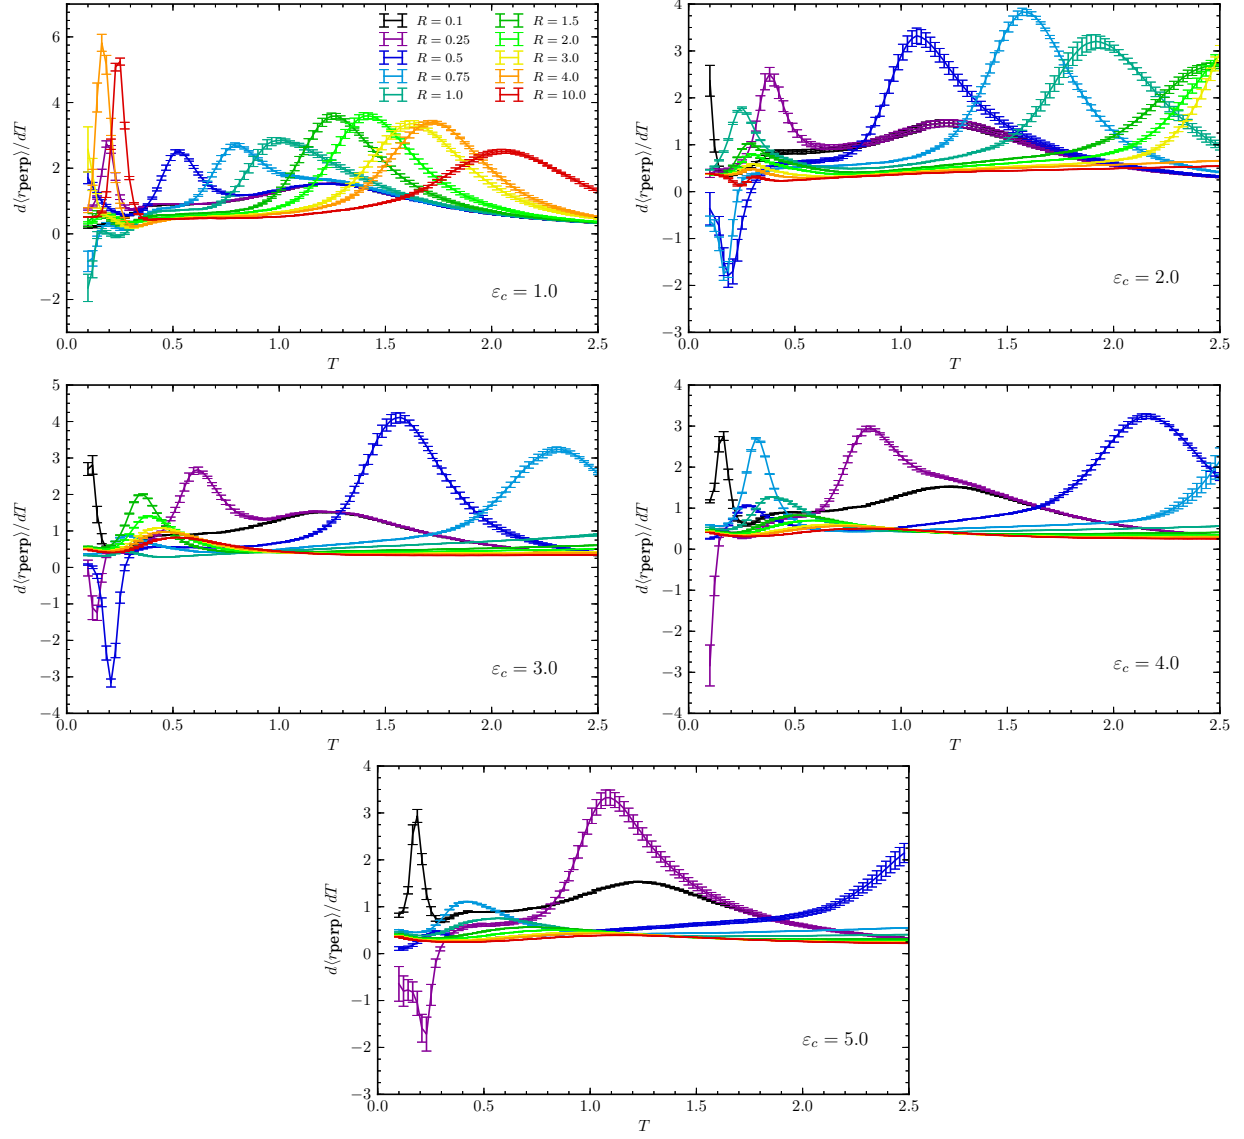 6
4
2
0
−2
0.0 0.5 1.0 1.5 2.0 2.5
T
d⟨rperp⟩/dT
R = 0.1
R = 0.25
R = 0.5
R = 0.75
R = 1.0
R = 1.5
R = 2.0
R = 3.0
R = 4.0
R = 10.0
ε_c = 1.0
4
3
2
1
0
−1
−2
−3
0.0 0.5 1.0 1.5 2.0 2.5
T
d⟨rperp⟩/dT
ε_c = 2.0
5
4
3
2
1
0
−1
−2
−3
−4
0.0 0.5 1.0 1.5 2.0 2.5
T
d⟨rperp⟩/dT
ε_c = 3.0
4
3
2
1
0
−1
−2
−3
−4
0.0 0.5 1.0 1.5 2.0 2.5
T
d⟨rperp⟩/dT
ε_c = 4.0
4
3
2
1
0
−1
−2
−3
0.0 0.5 1.0 1.5 2.0 2.5
T
d⟨rperp⟩/dT
ε_c = 5.0